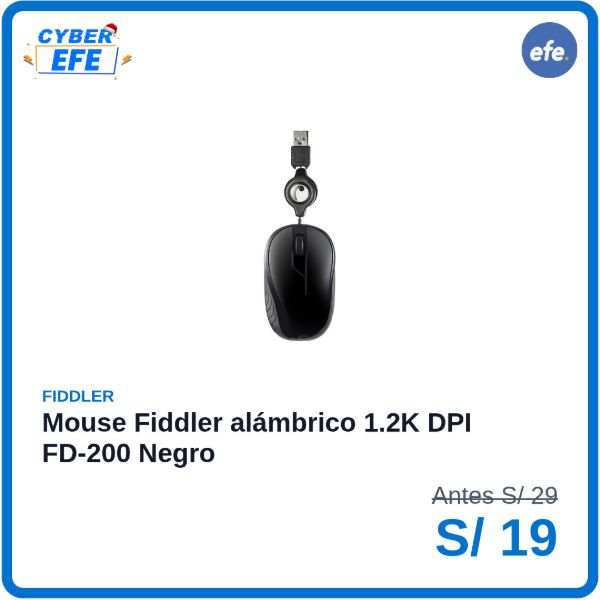 CYBER
EFE
efe.
FIDDLER
Mouse Fiddler alámbrico 1.2K DPI
FD-200 Negro
Antes S/ 29
S/ 19